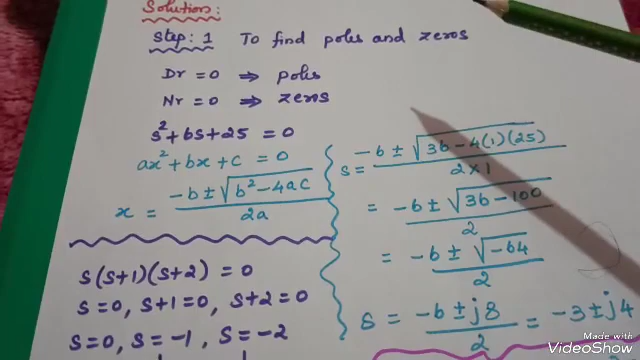 Solution:
Step: 1 To find poles and zeros
Dr = 0 ⇒ poles
Nr = 0 ⇒ zeros
s² + 6s + 25 = 0
ax² + bx + c = 0
x = -b ± √b² - 4ac / 2a
s(s+1)(s+2) = 0
s = 0, s+1 = 0, s+2 = 0
s = 0, s = -1, s = -2
s = -6 ± √36 - 4(1)(25) / 2×1
= -6 ± √36 - 100 / 2
= -6 ± √-64 / 2
s = -6 ± j8 / 2 = -3 ± j4
Made with
VideoShow